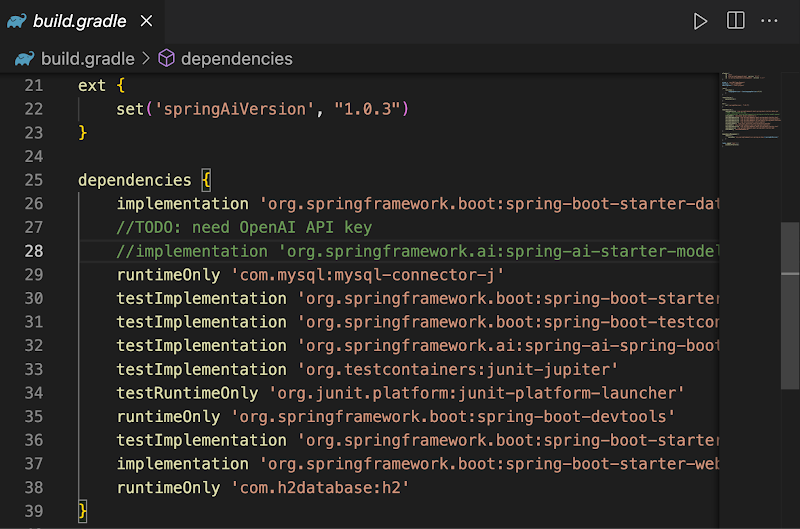 build.gradle
build.gradle > dependencies
21 ext {
22 set('springAiVersion', "1.0.3")
23 }
24
25 dependencies {
26 implementation 'org.springframework.boot:spring-boot-starter-dat
27 //TODO: need OpenAI API key
28 //implementation 'org.springframework.ai:spring-ai-starter-model
29 runtimeOnly 'com.mysql:mysql-connector-j'
30 testImplementation 'org.springframework.boot:spring-boot-starter
31 testImplementation 'org.springframework.boot:spring-boot-testcon
32 testImplementation 'org.springframework.ai:spring-ai-spring-boot
33 testImplementation 'org.testcontainers:junit-jupiter'
34 testRuntimeOnly 'org.junit.platform:junit-platform-launcher'
35 runtimeOnly 'org.springframework.boot:spring-boot-devtools'
36 testImplementation 'org.springframework.boot:spring-boot-starter
37 implementation 'org.springframework.boot:spring-boot-starter-web
38 runtimeOnly 'com.h2database:h2'
39 }